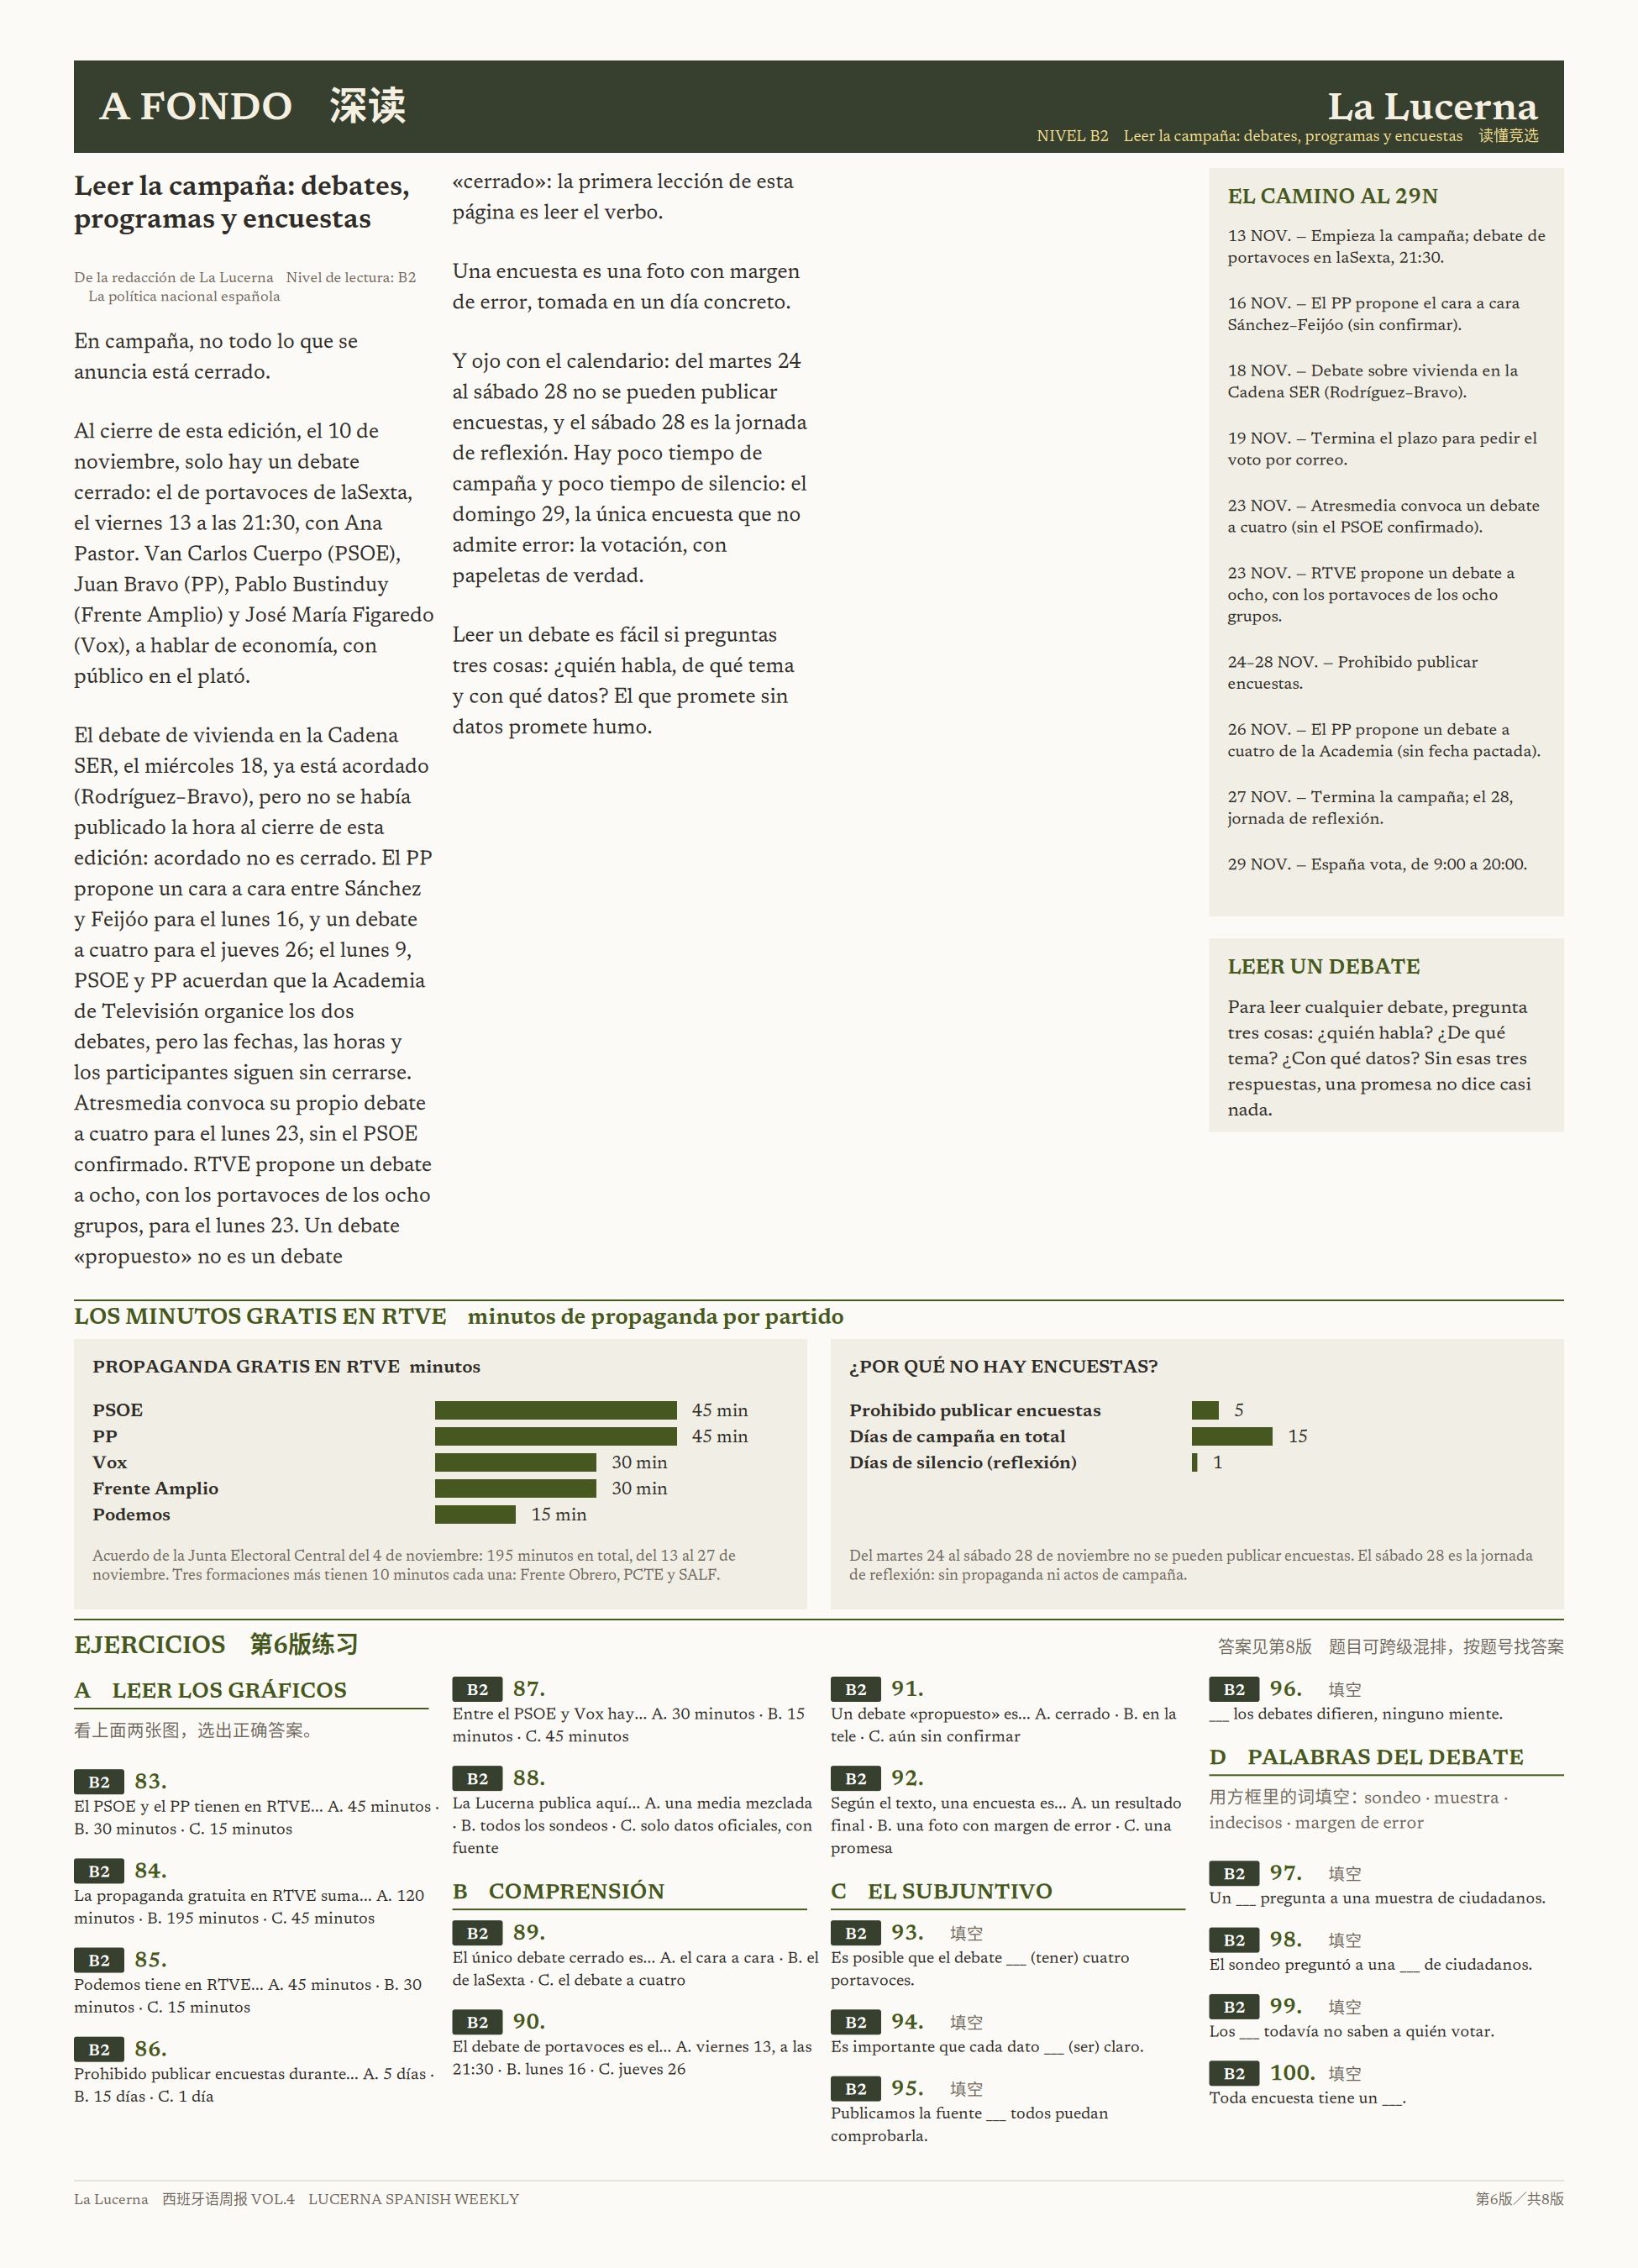 A FONDO 深读
La Lucerna
NIVEL B2 Leer la campaña: debates, programas y encuestas 读懂竞选
Leer la campaña: debates,
programas y encuestas
De la redacción de La Lucerna Nivel de lectura: B2
La política nacional española
En campaña, no todo lo que se
anuncia está cerrado.
Al cierre de esta edición, el 10 de
noviembre, solo hay un debate
cerrado: el de portavoces de laSexta,
el viernes 13 a las 21:30, con Ana
Pastor. Van Carlos Cuerpo (PSOE),
Juan Bravo (PP), Pablo Bustinduy
(Frente Amplio) y José María Figaredo
(Vox), a hablar de economía, con
público en el plató.
El debate de vivienda en la Cadena
SER, el miércoles 18, ya está acordado
(Rodríguez–Bravo), pero no se había
publicado la hora al cierre de esta
edición: acordado no es cerrado. El PP
propone un cara a cara entre Sánchez
y Feijóo para el lunes 16, y un debate
a cuatro para el jueves 26; el lunes 9,
PSOE y PP acuerdan que la Academia
de Televisión organice los dos
debates, pero las fechas, las horas y
los participantes siguen sin cerrarse.
Atresmedia convoca su propio debate
a cuatro para el lunes 23, sin el PSOE
confirmado. RTVE propone un debate
a ocho, con los portavoces de los ocho
grupos, para el lunes 23. Un debate
«propuesto» no es un debate
«cerrado»: la primera lección de esta
página es leer el verbo.
Una encuesta es una foto con margen
de error, tomada en un día concreto.
Y ojo con el calendario: del martes 24
al sábado 28 no se pueden publicar
encuestas, y el sábado 28 es la jornada
de reflexión. Hay poco tiempo de
campaña y poco tiempo de silencio: el
domingo 29, la única encuesta que no
admite error: la votación, con
papeletas de verdad.
Leer un debate es fácil si preguntas
tres cosas: ¿quién habla, de qué tema
y con qué datos? El que promete sin
datos promete humo.
EL CAMINO AL 29N
13 NOV. — Empieza la campaña; debate de
portavoces en laSexta, 21:30.
16 NOV. — El PP propone el cara a cara
Sánchez–Feijóo (sin confirmar).
18 NOV. — Debate sobre vivienda en la
Cadena SER (Rodríguez–Bravo).
19 NOV. — Termina el plazo para pedir el
voto por correo.
23 NOV. — Atresmedia convoca un debate
a cuatro (sin el PSOE confirmado).
23 NOV. — RTVE propone un debate a
ocho, con los portavoces de los ocho
grupos.
24–28 NOV. — Prohibido publicar
encuestas.
26 NOV. — El PP propone un debate a
cuatro de la Academia (sin fecha pactada).
27 NOV. — Termina la campaña; el 28,
jornada de reflexión.
29 NOV. — España vota, de 9:00 a 20:00.
LEER UN DEBATE
Para leer cualquier debate, pregunta
tres cosas: ¿quién habla? ¿De qué
tema? ¿Con qué datos? Sin esas tres
respuestas, una promesa no dice casi
nada.
LOS MINUTOS GRATIS EN RTVE minutos de propaganda por partido
PROPAGANDA GRATIS EN RTVE minutos
PSOE 45 min
PP 45 min
Vox 30 min
Frente Amplio 30 min
Podemos 15 min
Acuerdo de la Junta Electoral Central del 4 de noviembre: 195 minutos en total, del 13 al 27 de
noviembre. Tres formaciones más tienen 10 minutos cada una: Frente Obrero, PCTE y SALF.
¿POR QUÉ NO HAY ENCUESTAS?
Prohibido publicar encuestas 5
Días de campaña en total 15
Días de silencio (reflexión) 1
Del martes 24 al sábado 28 de noviembre no se pueden publicar encuestas. El sábado 28 es la jornada
de reflexión: sin propaganda ni actos de campaña.
EJERCICIOS 第6版练习
答案见第8版 题目可跨级混排，按题号找答案
A LEER LOS GRÁFICOS
看上面两张图，选出正确答案。
B2 83.
El PSOE y el PP tienen en RTVE… A. 45 minutos ·
B. 30 minutos · C. 15 minutos
B2 84.
La propaganda gratuita en RTVE suma… A. 120
minutos · B. 195 minutos · C. 45 minutos
B2 85.
Podemos tiene en RTVE… A. 45 minutos · B. 30
minutos · C. 15 minutos
B2 86.
Prohibido publicar encuestas durante… A. 5 días ·
B. 15 días · C. 1 día
B2 87.
Entre el PSOE y Vox hay… A. 30 minutos · B. 15
minutos · C. 45 minutos
B2 88.
La Lucerna publica aquí… A. una media mezclada
· B. todos los sondeos · C. solo datos oficiales, con
fuente
B COMPRENSIÓN
B2 89.
El único debate cerrado es… A. el cara a cara · B. el
de laSexta · C. el debate a cuatro
B2 90.
El debate de portavoces es el… A. viernes 13, a las
21:30 · B. lunes 16 · C. jueves 26
B2 91.
Un debate «propuesto» es… A. cerrado · B. en la
tele · C. aún sin confirmar
B2 92.
Según el texto, una encuesta es… A. un resultado
final · B. una foto con margen de error · C. una
promesa
C EL SUBJUNTIVO
B2 93. 填空
Es posible que el debate ___ (tener) cuatro
portavoces.
B2 94. 填空
Es importante que cada dato ___ (ser) claro.
B2 95. 填空
Publicamos la fuente ___ todos puedan
comprobarla.
B2 96. 填空
___ los debates difieren, ninguno miente.
D PALABRAS DEL DEBATE
用方框里的词填空：sondeo · muestra ·
indecisos · margen de error
B2 97. 填空
Un ___ pregunta a una muestra de ciudadanos.
B2 98. 填空
El sondeo preguntó a una ___ de ciudadanos.
B2 99. 填空
Los ___ todavía no saben a quién votar.
B2 100. 填空
Toda encuesta tiene un ___.
La Lucerna 西班牙语周报 VOL.4 LUCERNA SPANISH WEEKLY
第6版／共8版